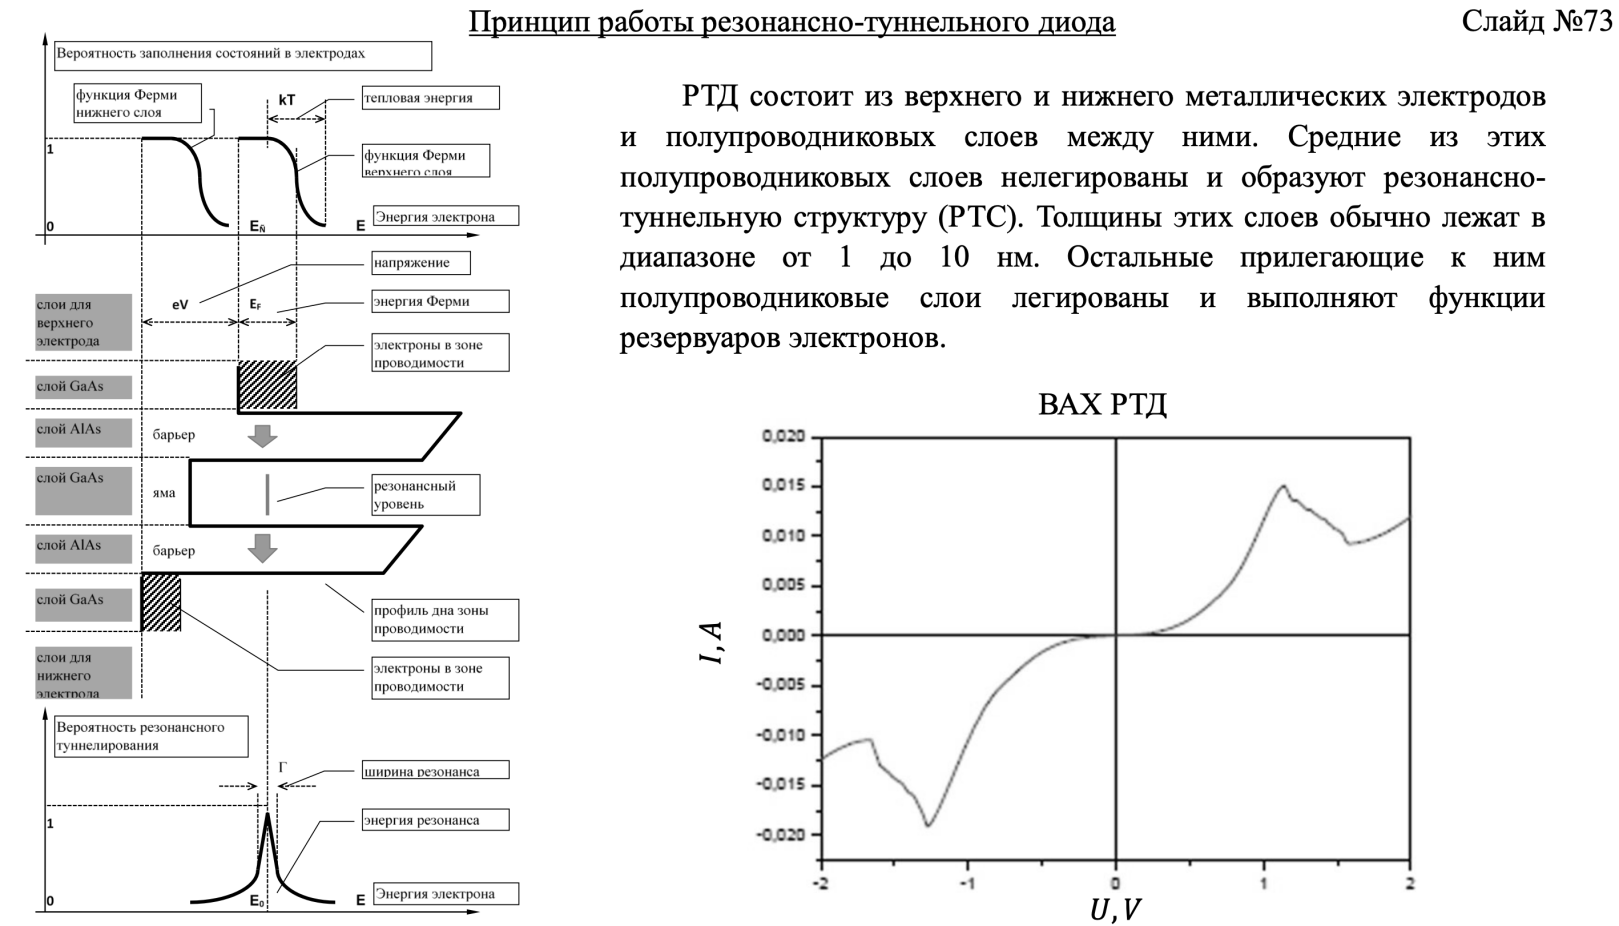 Принцип работы резонансно-туннельного диода
Слайд №73
Вероятность заполнения состояний в электродах
функция Ферми
нижнего слоя
kT
тепловая энергия
1
функция Ферми
верхнего слоя
Энергия электрона
0
EÑ
E
напряжение
слои для
верхнего
электрода
eV
EF
энергия Ферми
электроны в зоне
проводимости
слой GaAs
слой AlAs
барьер
слой GaAs
яма
резонансный
уровень
слой AlAs
барьер
слой GaAs
профиль дна зоны
проводимости
слои для
нижнего
электрода
электроны в зоне
проводимости
Вероятность резонансного
туннелирования
Г
ширина резонанса
1
энергия резонанса
0
E0
E
Энергия электрона
РТД состоит из верхнего и нижнего металлических электродов
и полупроводниковых слоев между ними. Средние из этих
полупроводниковых слоев нелегированы и образуют резонансно-
туннельную структуру (РТС). Толщины этих слоев обычно лежат в
диапазоне от 1 до 10 нм. Остальные прилегающие к ним
полупроводниковые слои легированы и выполняют функции
резервуаров электронов.
ВАХ РТД
0,020
0,015
0,010
0,005
0,000
-0,005
-0,010
-0,015
-0,020
I, A
-2
-1
0
1
2
U, V